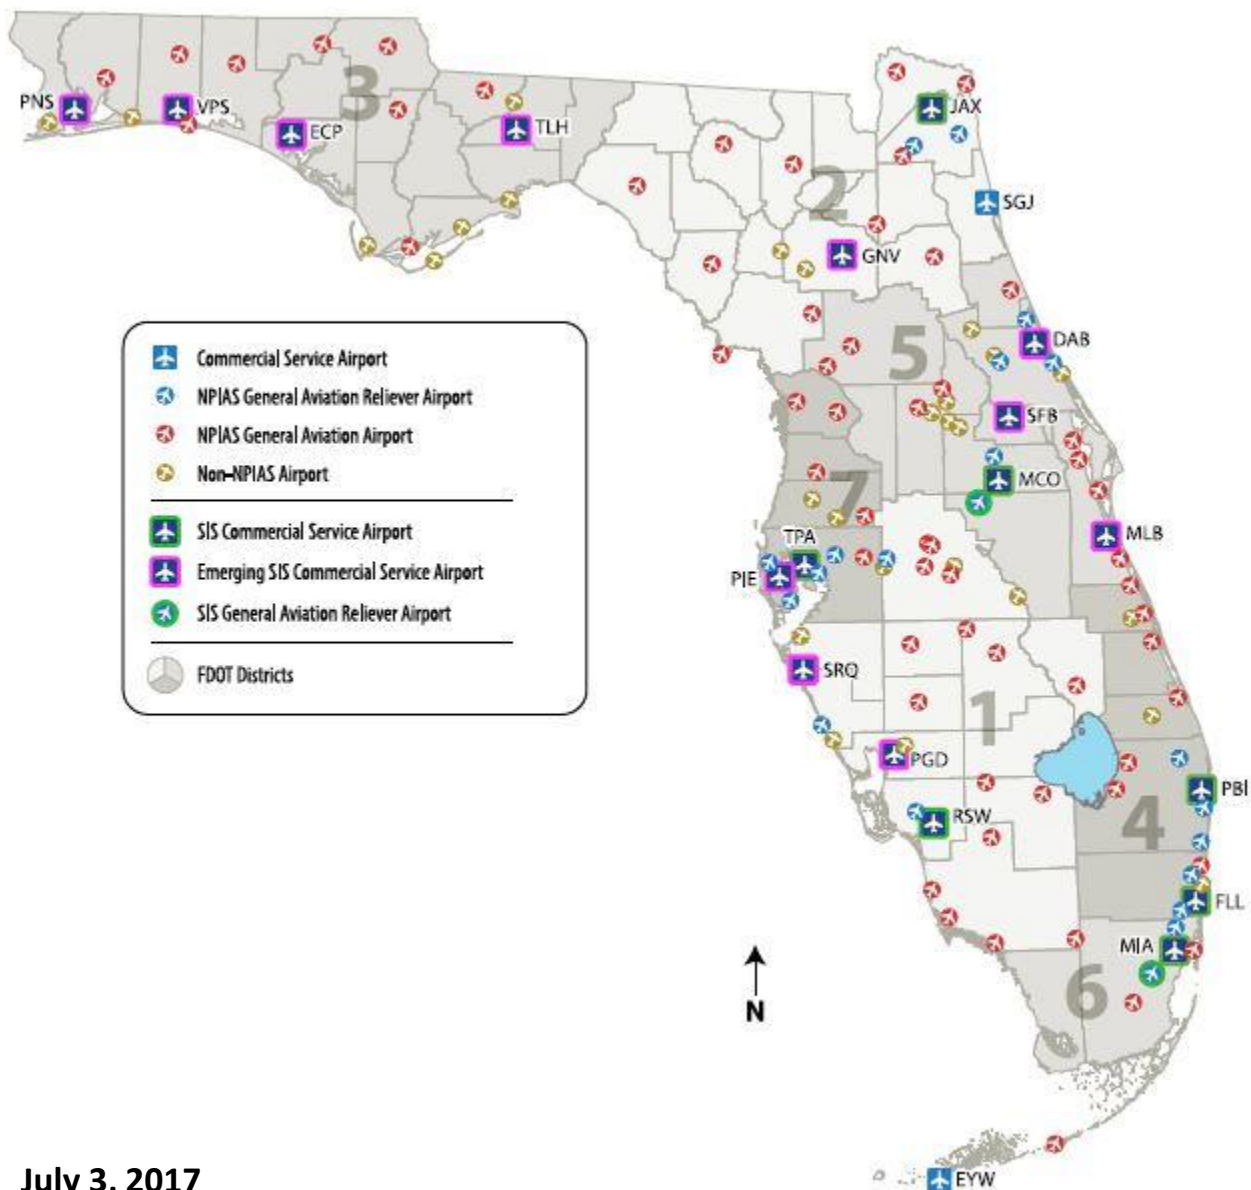 3
PNS
VPS
ECP
TLH
JAX
2
SGJ
GNV
5
DAB
SFB
MCO
7
TPA
PIE
MLB
SRQ
1
PGD
RSW
PBI
4
FLL
MIA
6
EYW
Commercial Service Airport
NPIAS General Aviation Reliever Airport
NPIAS General Aviation Airport
Non-NPIAS Airport
SIS Commercial Service Airport
Emerging SIS Commercial Service Airport
SIS General Aviation Reliever Airport
FDOT Districts
N
July 3, 2017